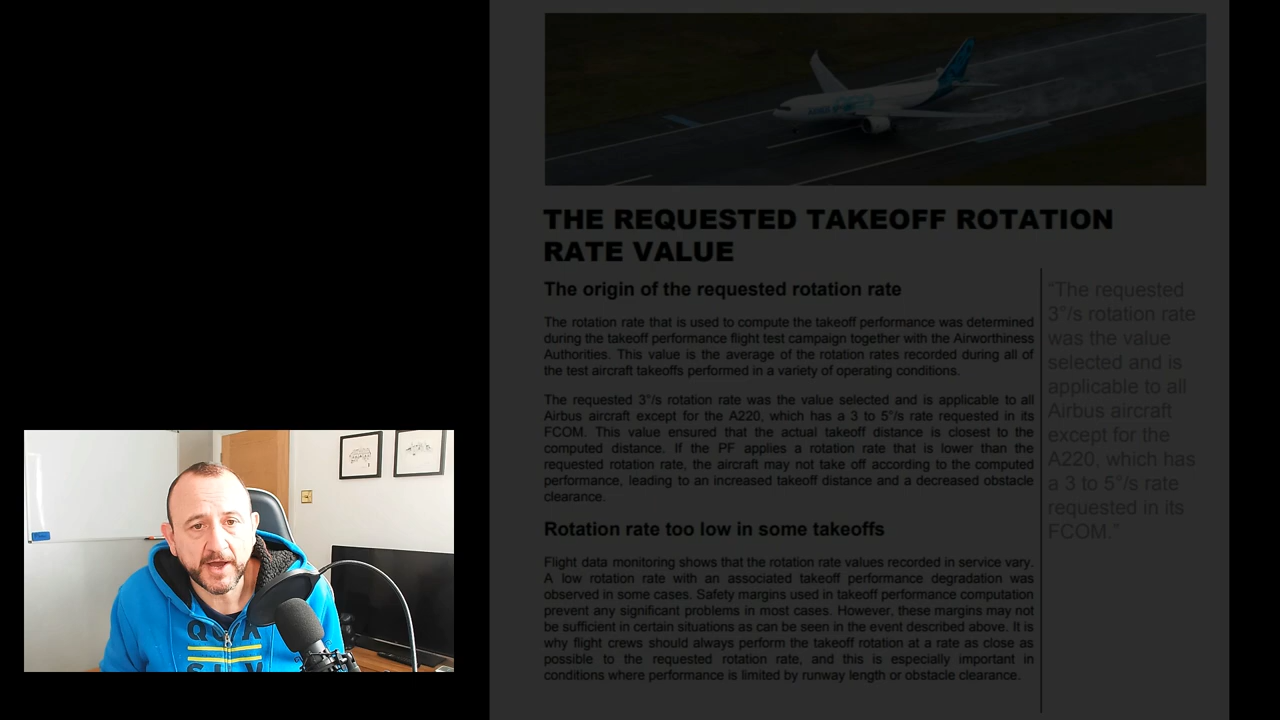 THE REQUESTED TAKEOFF ROTATION
RATE VALUE
The origin of the requested rotation rate
The rotation rate that is used to compute the takeoff performance was determined
during the takeoff performance flight test campaign together with the Airworthiness
Authorities. This value is the average of the rotation rates recorded during all of
the test aircraft takeoffs performed in a variety of operating conditions.
The requested 3°/s rotation rate was the value selected and is applicable to all
Airbus aircraft except for the A220, which has a 3 to 5°/s rate requested in its
FCOM. This value ensured that the actual takeoff distance is closest to the
computed distance. If the PF applies a rotation rate that is lower than the
requested rotation rate, the aircraft may not take off according to the computed
performance, leading to an increased takeoff distance and a decreased obstacle
clearance.
Rotation rate too low in some takeoffs
Flight data monitoring shows that the rotation rate values recorded in service vary.
A low rotation rate with an associated takeoff performance degradation was
observed in some cases. Safety margins used in takeoff performance computation
prevent any significant problems in most cases. However, these margins may not
be sufficient in certain situations as can be seen in the event described above. It is
why flight crews should always perform the takeoff rotation at a rate as close as
possible to the requested rotation rate, and this is especially important in
conditions where performance is limited by runway length or obstacle clearance.
“The requested
3°/s rotation rate
was the value
selected and is
applicable to all
Airbus aircraft
except for the
A220, which has
a 3 to 5°/s rate
requested in its
FCOM.”